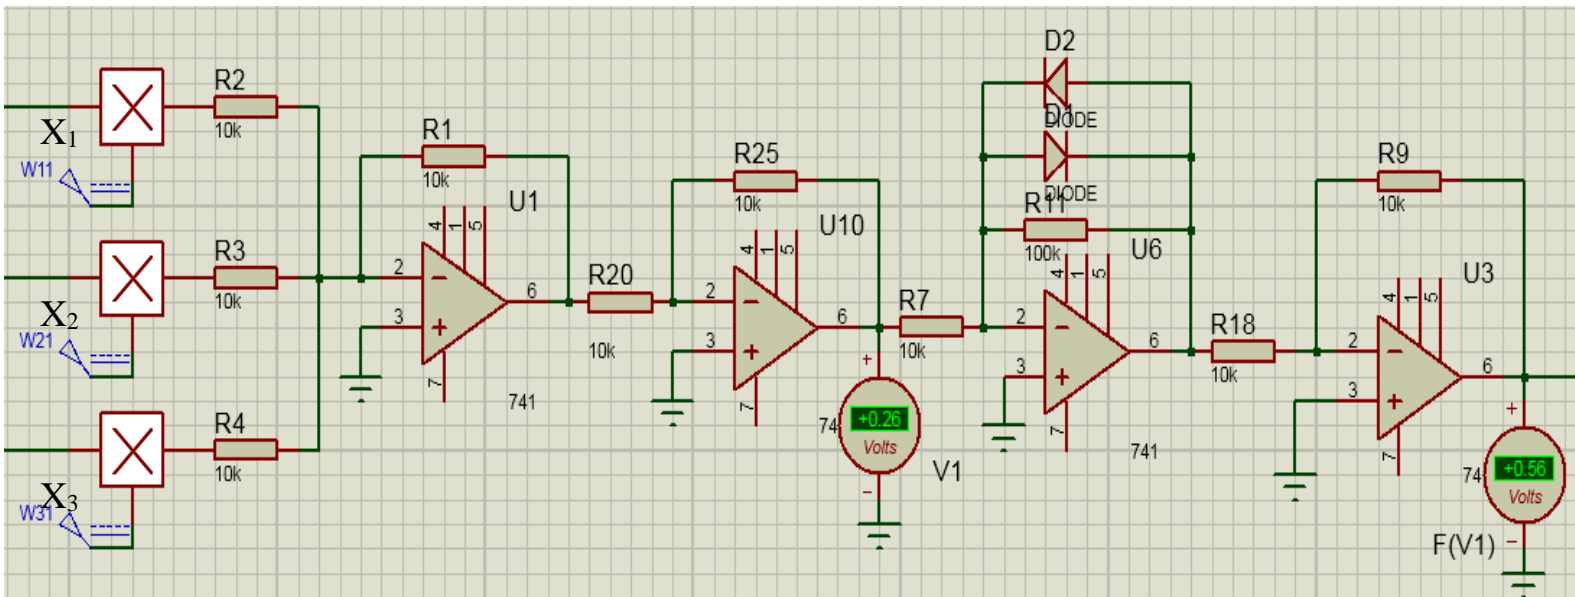 R2
10k
X₁
W11
R3
10k
X₂
W21
R4
10k
X₃
W31
R1
10k
U1
4
1
5
2
3
6
7
741
R20
10k
R25
10k
U10
4
1
5
2
3
6
7
74
+0.26
Volts
V1
+
−
R7
10k
D2
DIODE
D1
DIODE
R11
100k
U6
4
1
5
2
3
6
7
741
R18
10k
R9
10k
U3
4
1
5
2
3
6
7
74
+0.56
Volts
F(V1)
+
−